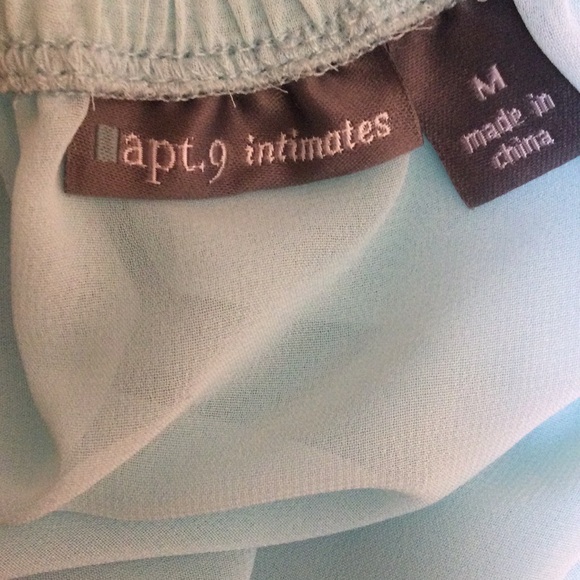 apt.9 intimates
M
made in
china